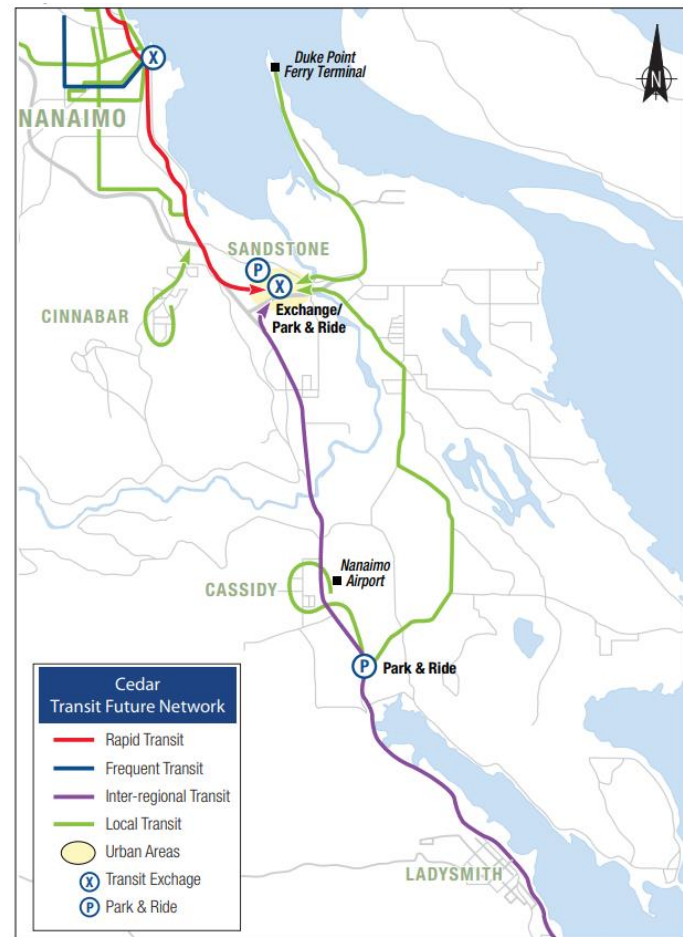 Duke Point
Ferry Terminal
N
X
NANAIMO
SANDSTONE
P
X
Exchange/
Park & Ride
CINNABAR
Nanaimo
Airport
CASSIDY
P Park & Ride
Cedar
Transit Future Network
Rapid Transit
Frequent Transit
Inter-regional Transit
Local Transit
Urban Areas
X Transit Exchage
P Park & Ride
LADYSMITH